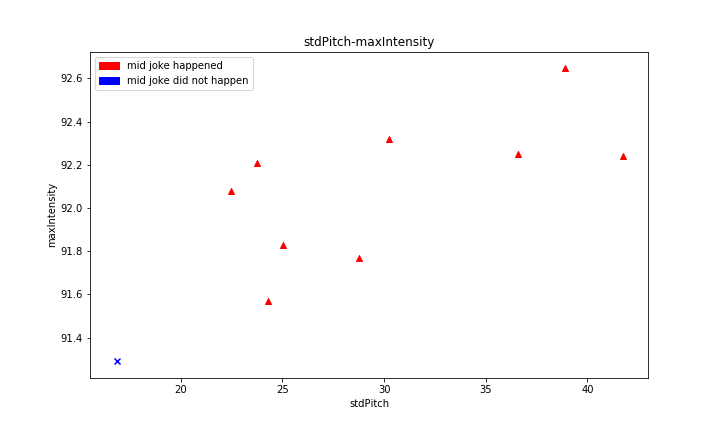 stdPitch-maxIntensity
mid joke happened
mid joke did not happen
maxIntensity
92.6
92.4
92.2
92.0
91.8
91.6
91.4
20 25 30 35 40
stdPitch